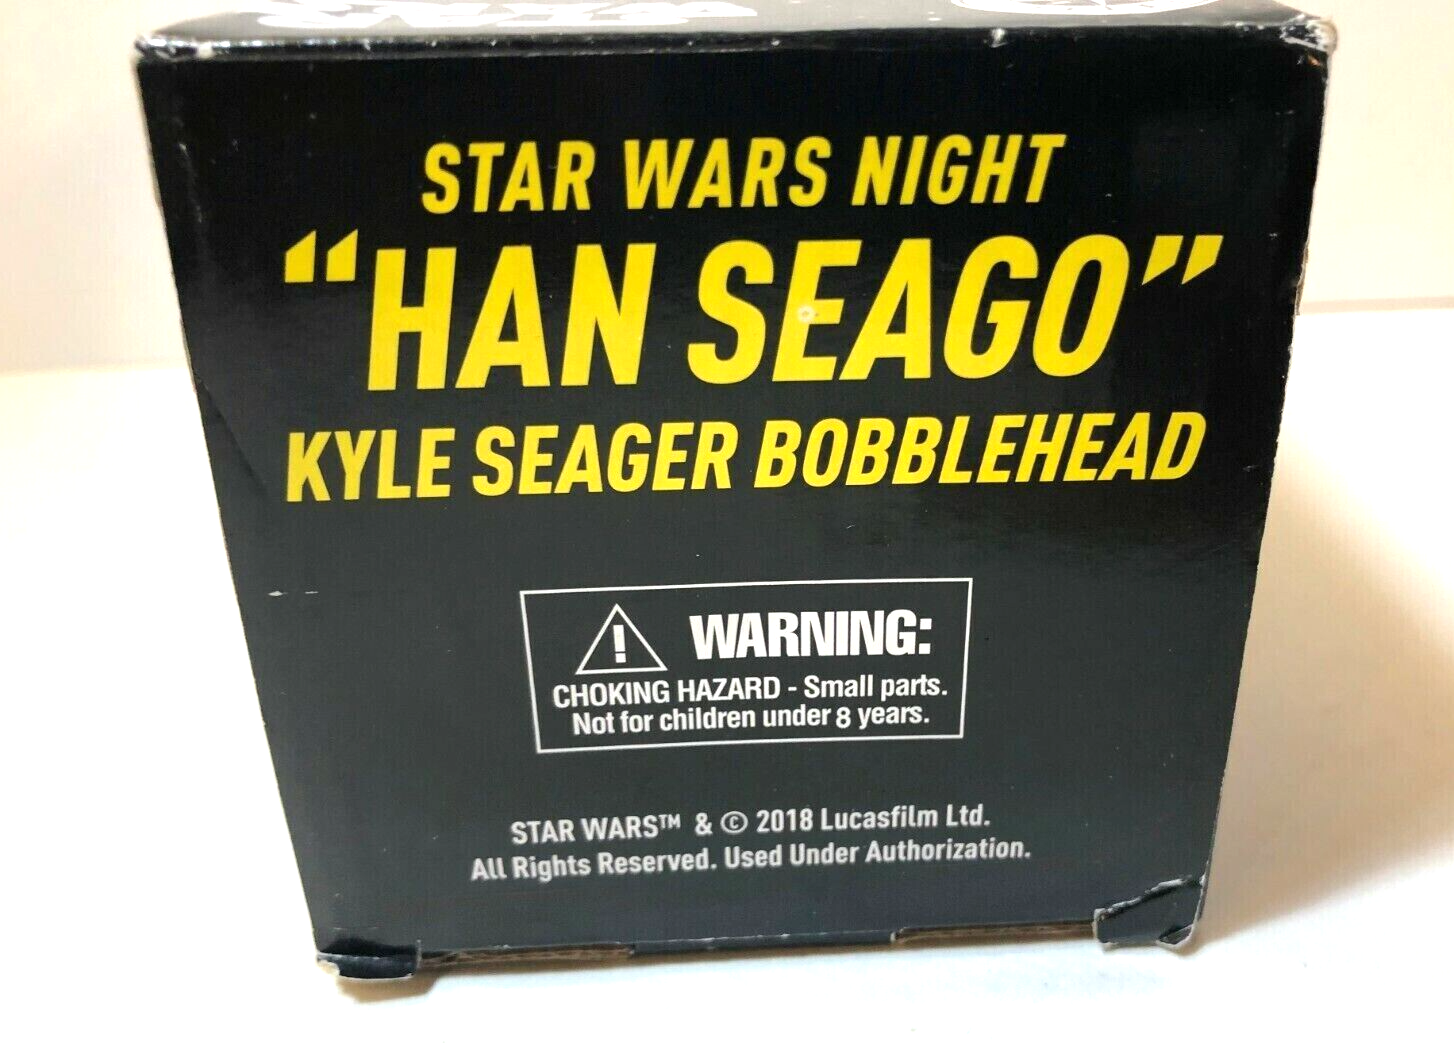 STAR WARS NIGHT
“HAN SEAGO”
KYLE SEAGER BOBBLEHEAD
! WARNING:
CHOKING HAZARD - Small parts.
Not for children under 8 years.
STAR WARS™ & © 2018 Lucasfilm Ltd.
All Rights Reserved. Used Under Authorization.